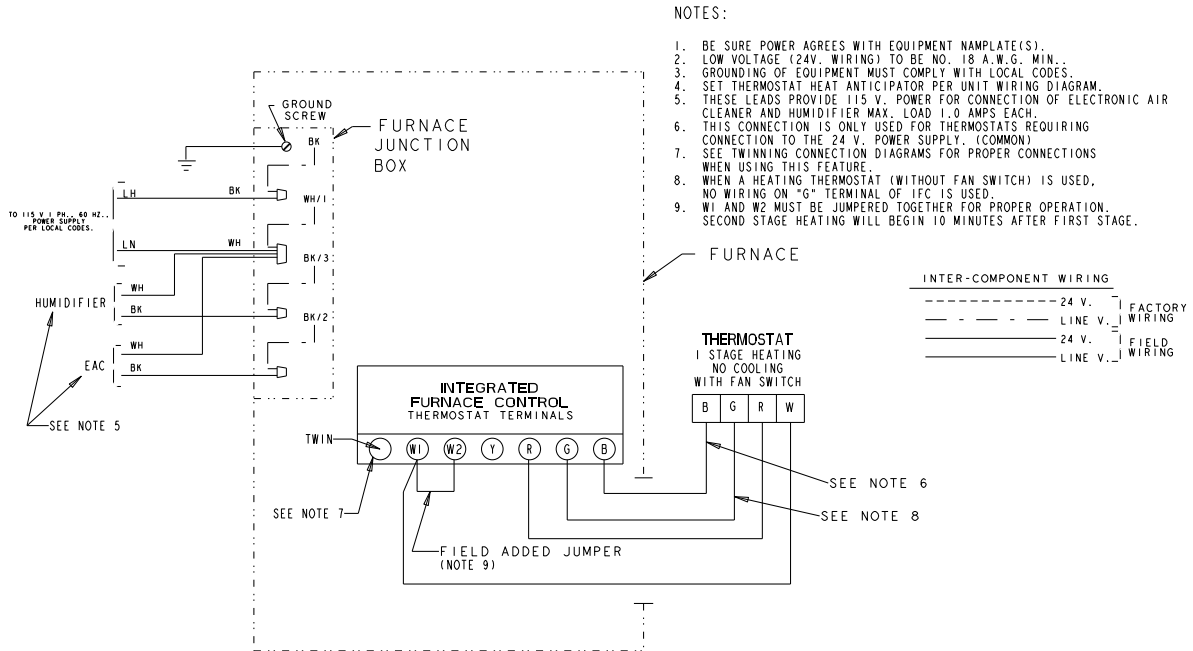 NOTES:
1. BE SURE POWER AGREES WITH EQUIPMENT NAMPLATE(S).
2. LOW VOLTAGE (24V. WIRING) TO BE NO. 18 A.W.G. MIN..
3. GROUNDING OF EQUIPMENT MUST COMPLY WITH LOCAL CODES.
4. SET THERMOSTAT HEAT ANTICIPATOR PER UNIT WIRING DIAGRAM.
5. THESE LEADS PROVIDE 115 V. POWER FOR CONNECTION OF ELECTRONIC AIR
CLEANER AND HUMIDIFIER MAX. LOAD 1.0 AMPS EACH.
6. THIS CONNECTION IS ONLY USED FOR THERMOSTATS REQUIRING
CONNECTION TO THE 24 V. POWER SUPPLY. (COMMON)
7. SEE TWINNING CONNECTION DIAGRAMS FOR PROPER CONNECTIONS
WHEN USING THIS FEATURE.
8. WHEN A HEATING THERMOSTAT (WITHOUT FAN SWITCH) IS USED,
NO WIRING ON "G" TERMINAL OF IFC IS USED.
9. W1 AND W2 MUST BE JUMPERED TOGETHER FOR PROPER OPERATION.
SECOND STAGE HEATING WILL BEGIN 10 MINUTES AFTER FIRST STAGE.
GROUND
SCREW
FURNACE
JUNCTION
BOX
BK
LH
BK
WH/1
TO 115 V 1 PH., 60 HZ..
POWER SUPPLY
PER LOCAL CODES.
LN
WH
BK/3
HUMIDIFIER
WH
BK
BK/2
EAC
WH
BK
SEE NOTE 5
FURNACE
INTER-COMPONENT WIRING
24 V.
LINE V.
FACTORY
WIRING
24 V.
LINE V.
FIELD
WIRING
THERMOSTAT
1 STAGE HEATING
NO COOLING
WITH FAN SWITCH
B G R W
INTEGRATED
FURNACE CONTROL
THERMOSTAT TERMINALS
TWIN
W1 W2 Y R G B
SEE NOTE 7
SEE NOTE 6
SEE NOTE 8
FIELD ADDED JUMPER
(NOTE 9)